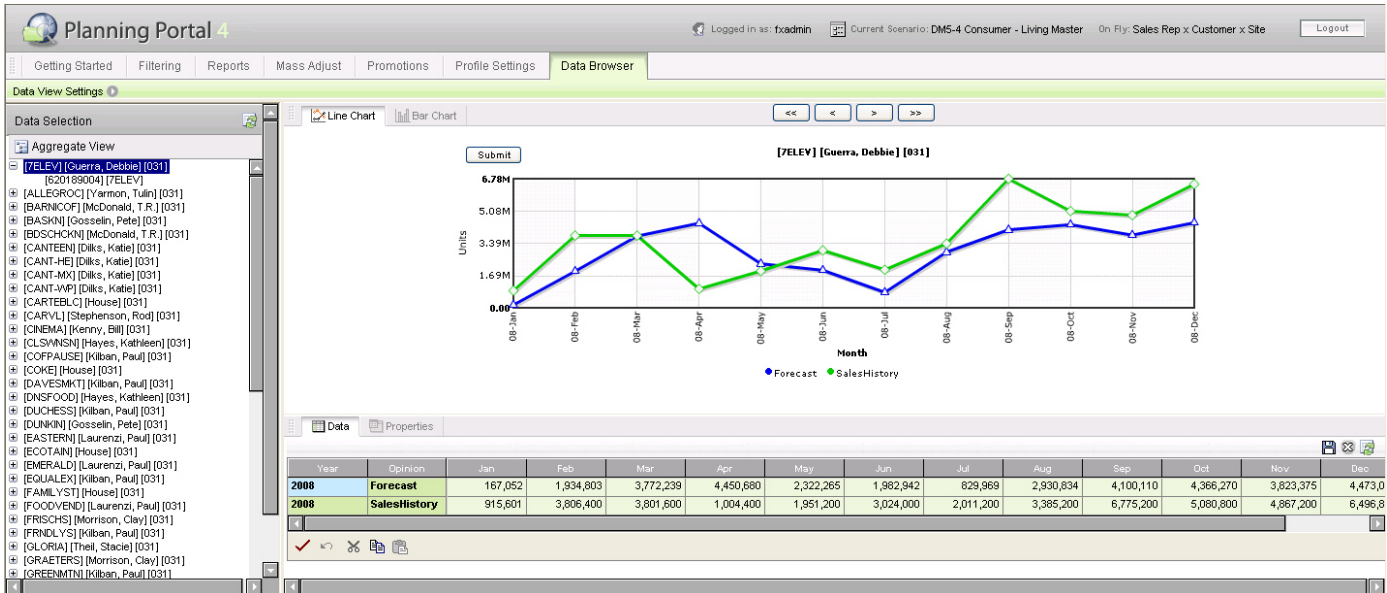 Planning Portal 4
Logged in as: fxadmin Current Scenario: DM5-4 Consumer - Living Master On Fly: Sales Rep x Customer x Site Logout
Getting Started Filtering Reports Mass Adjust Promotions Profile Settings Data Browser
Data View Settings
Data Selection
Aggregate View
[7ELEV] [Guerra, Debbie] [031]
[620189004] [7ELEV]
[ALLEGROC] [Yarmon, Tulin] [031]
[BARNICOF] [McDonald, T.R.] [031]
[BASKN] [Gosselin, Pete] [031]
[BDSCHCKN] [McDonald, T.R.] [031]
[CANTEEN] [Dilks, Katie] [031]
[CANT-HE] [Dilks, Katie] [031]
[CANT-MX] [Dilks, Katie] [031]
[CANT-WP] [Dilks, Katie] [031]
[CARTEBLC] [House] [031]
[CARVL] [Stephenson, Rod] [031]
[CINEMA] [Kenny, Bill] [031]
[CLSWNSN] [Hayes, Kathleen] [031]
[COFPAUSE] [Kilban, Paul] [031]
[COKE] [House] [031]
[DAVESMKT] [Kilban, Paul] [031]
[DNSFOOD] [Hayes, Kathleen] [031]
[DUCHESS] [Kilban, Paul] [031]
[DUNKIN] [Gosselin, Pete] [031]
[EASTERN] [Laurenzi, Paul] [031]
[ECOTAIN] [House] [031]
[EMERALD] [Laurenzi, Paul] [031]
[EQUALEX] [Kilban, Paul] [031]
[FAMILYST] [House] [031]
[FOODVEND] [Laurenzi, Paul] [031]
[FRISCHS] [Morrison, Clay] [031]
[FRNDLYS] [Kilban, Paul] [031]
[GLORIA] [Theil, Stacie] [031]
[GRAETERS] [Morrison, Clay] [031]
[GREENMTN] [Kilban, Paul] [031]
Line Chart Bar Chart << < > >>
Submit [7ELEV] [Guerra, Debbie] [031]
6.78M
5.08M
3.39M
1.69M
0.00
Units
08-Jan 08-Feb 08-Mar 08-Apr 08-May 08-Jun 08-Jul 08-Aug 08-Sep 08-Oct 08-Nov 08-Dec
Month
Forecast SalesHistory
Data Properties
Year Opinion Jan Feb Mar Apr May Jun Jul Aug Sep Oct Nov Dec
2008 Forecast 167,052 1,934,803 3,772,239 4,450,680 2,322,265 1,982,942 829,969 2,930,834 4,100,110 4,366,270 3,823,375 4,473,0
2008 SalesHistory 915,601 3,806,400 3,801,600 1,004,400 1,951,200 3,024,000 2,011,200 3,385,200 6,775,200 5,080,800 4,867,200 6,496,8